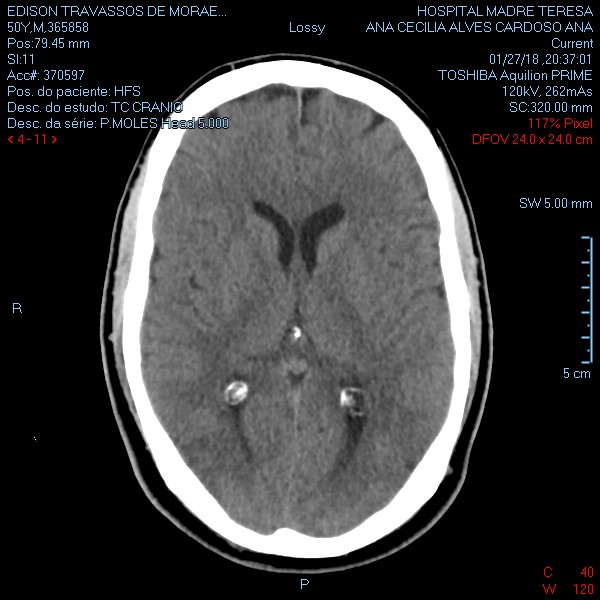 EDISON TRAVASSOS DE MORAE...
50Y,M,365858
Pos:79.45 mm
SI:11
Acc#: 370597
Pos. do paciente: HFS
Desc. do estudo: TC CRANIO
Desc. da série: P.MOLES Head 5.000
< 4 - 11 >
Lossy
HOSPITAL MADRE TERESA
ANA CECILIA ALVES CARDOSO ANA
Current
01/27/18 ,20:37:01
TOSHIBA Aquilion PRIME
120kV, 262mAs
SC:320.00 mm
117% Pixel
DFOV 24.0 x 24.0 cm
SW 5.00 mm
R
5 cm
P
C 40
W 120